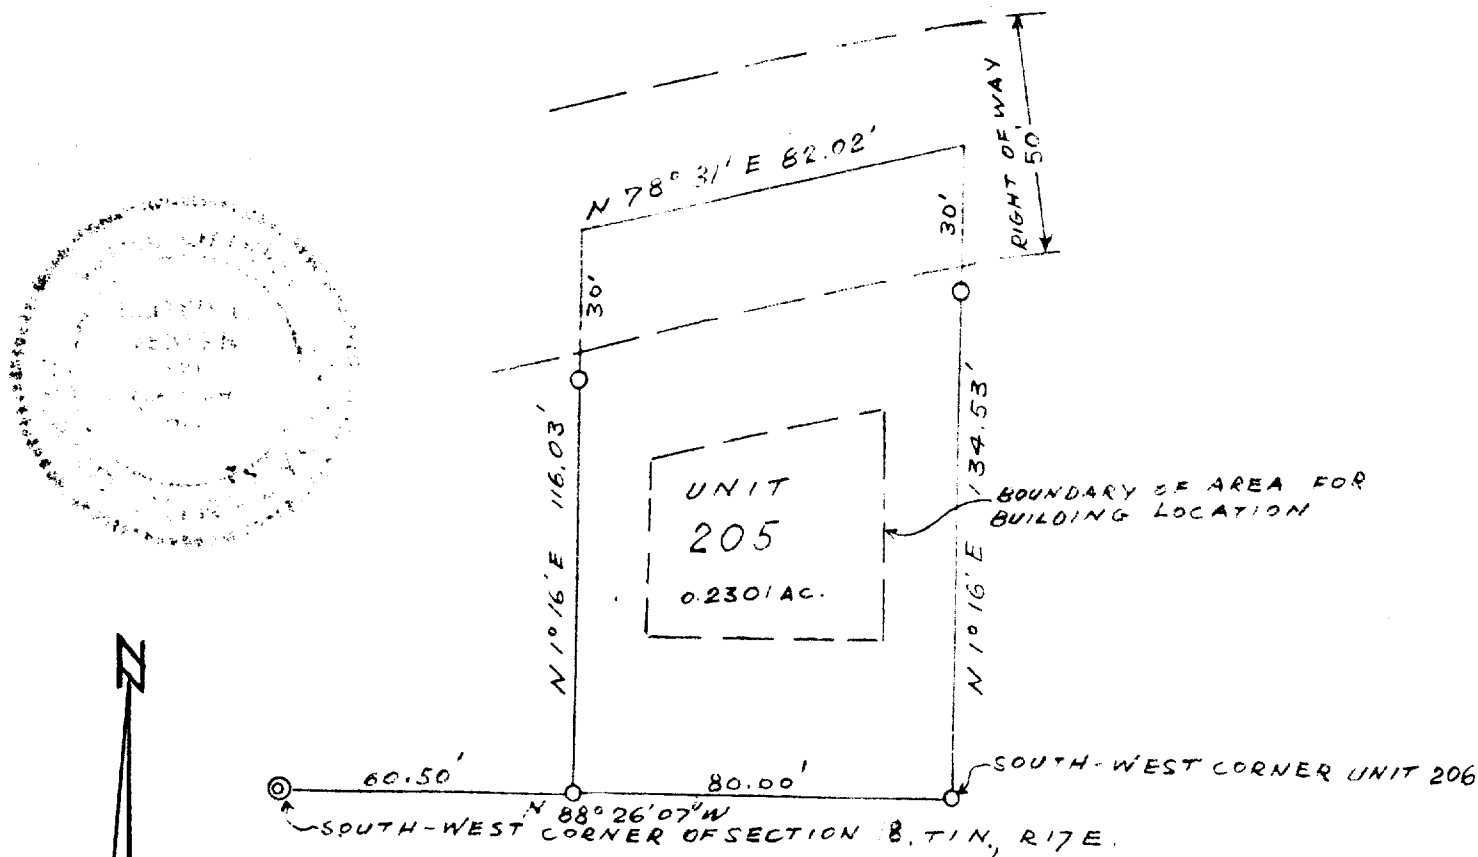 RIGHT OF WAY
50'
N 78° 31' E 82.02'
30'
30'
N 1° 16' E 116.03'
N 1° 16' E 134.53'
UNIT
205
0.2301 AC.
BOUNDARY OF AREA FOR
BUILDING LOCATION
N
60.50'
80.00'
N 88° 26' 07" W
SOUTH-WEST CORNER UNIT 206
SOUTH-WEST CORNER OF SECTION 8, T1N., R17E.